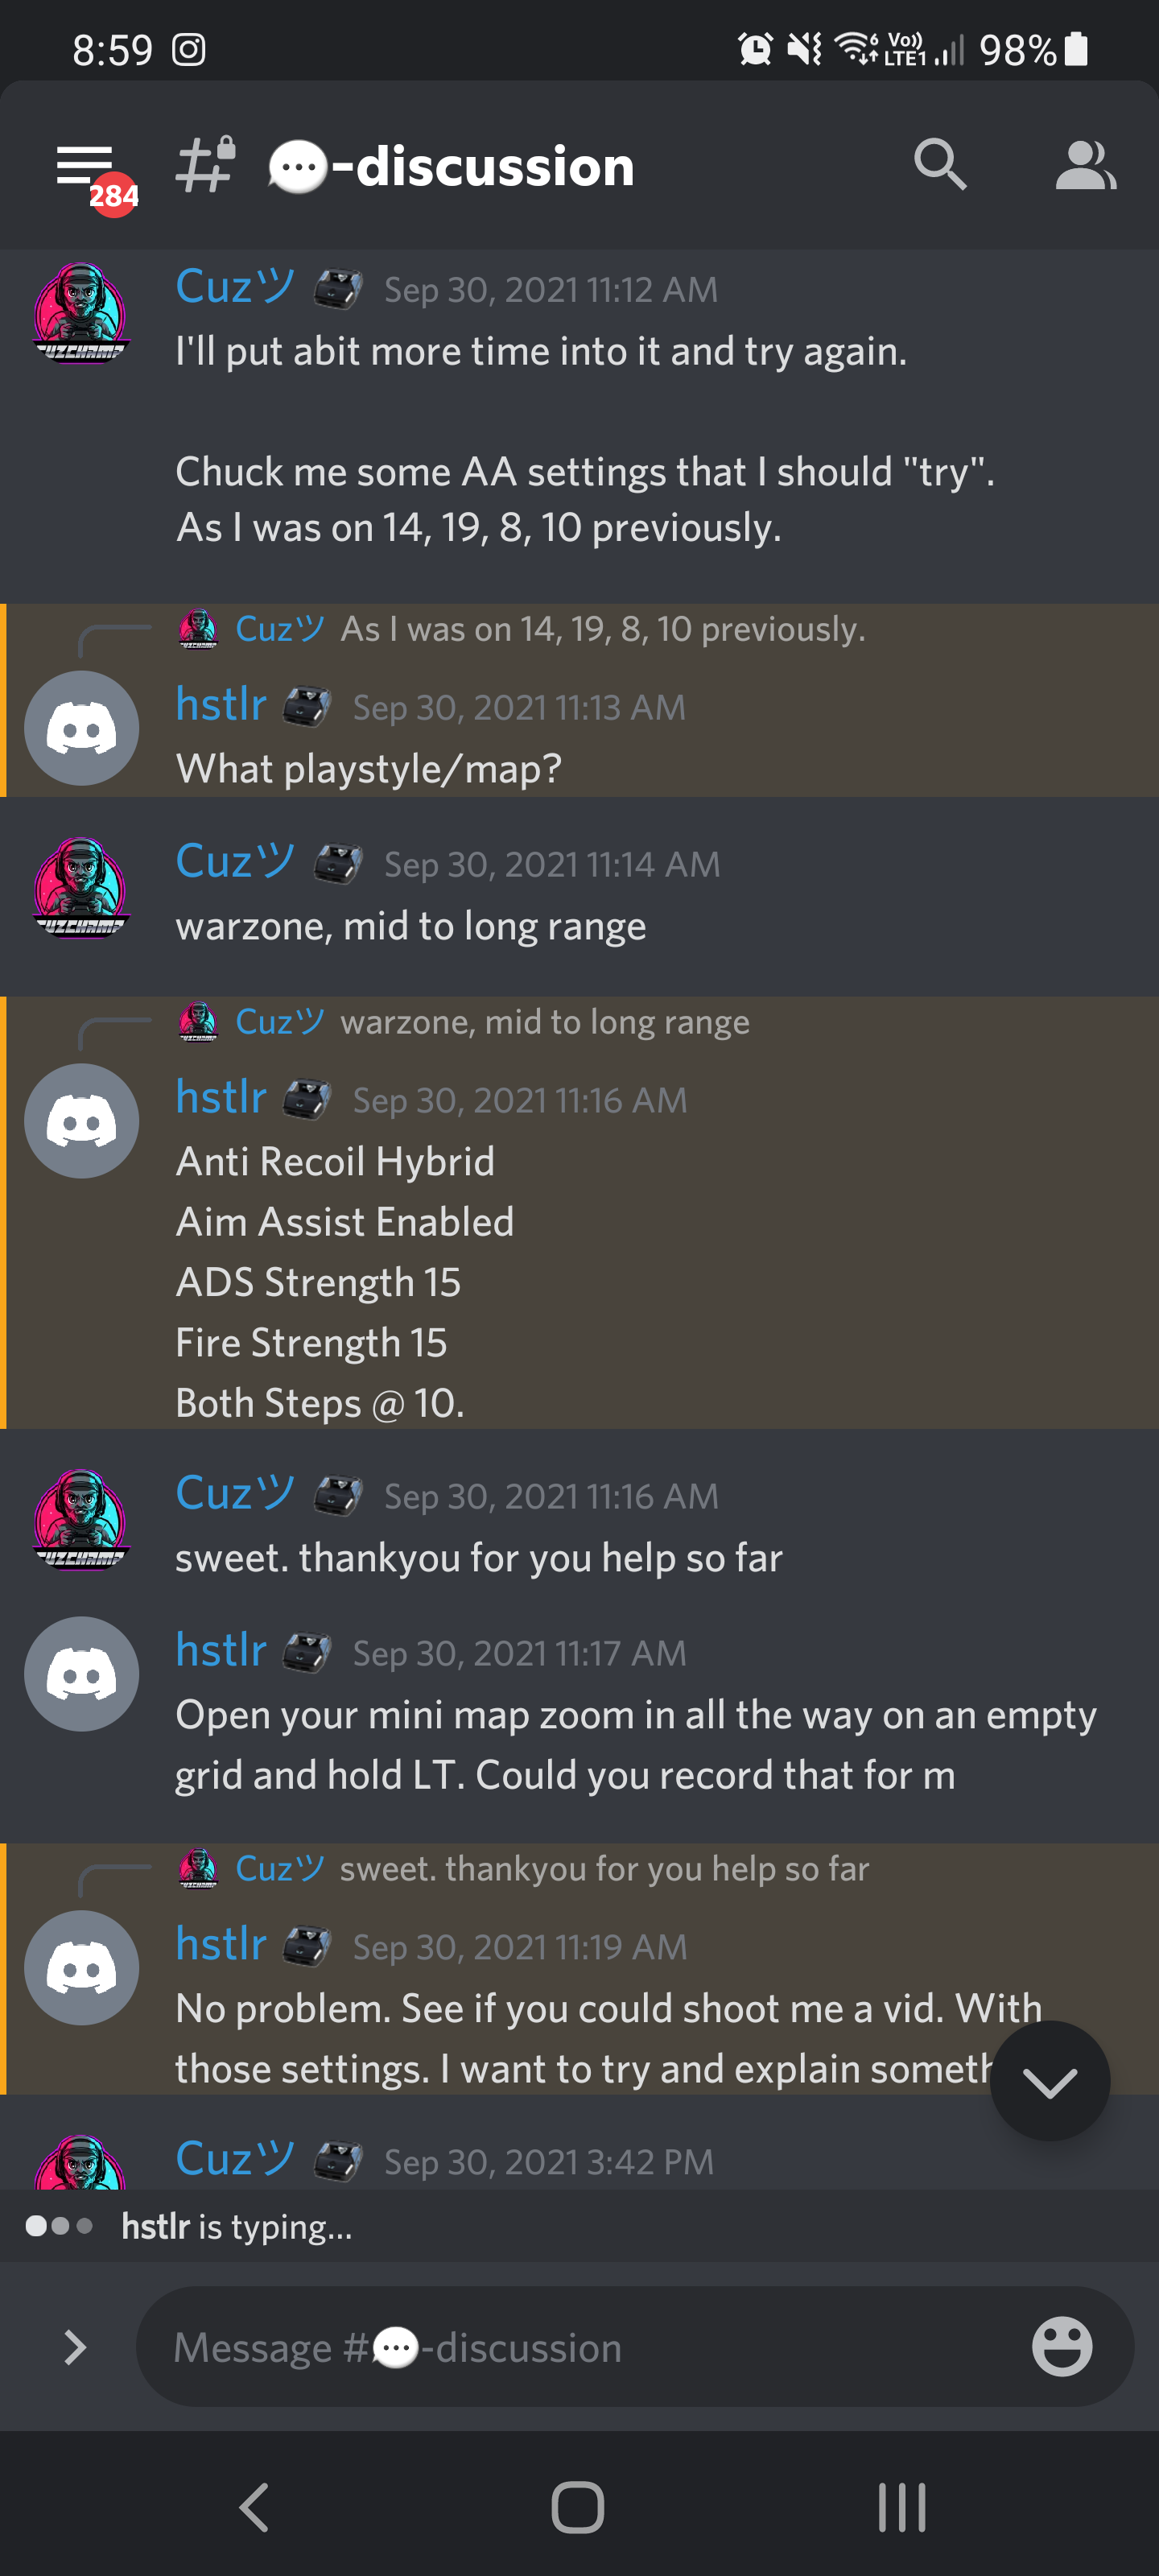 8:59 Vo)) LTE1 98%
284 -discussion
Cuzツ Sep 30, 2021 11:12 AM
I'll put abit more time into it and try again.
Chuck me some AA settings that I should "try".
As I was on 14, 19, 8, 10 previously.
Cuzツ As I was on 14, 19, 8, 10 previously.
hstlr Sep 30, 2021 11:13 AM
What playstyle/map?
Cuzツ Sep 30, 2021 11:14 AM
warzone, mid to long range
Cuzツ warzone, mid to long range
hstlr Sep 30, 2021 11:16 AM
Anti Recoil Hybrid
Aim Assist Enabled
ADS Strength 15
Fire Strength 15
Both Steps @ 10.
Cuzツ Sep 30, 2021 11:16 AM
sweet. thankyou for you help so far
hstlr Sep 30, 2021 11:17 AM
Open your mini map zoom in all the way on an empty
grid and hold LT. Could you record that for m
Cuzツ sweet. thankyou for you help so far
hstlr Sep 30, 2021 11:19 AM
No problem. See if you could shoot me a vid. With
those settings. I want to try and explain someth
Cuzツ Sep 30, 2021 3:42 PM
hstlr is typing...
Message #💬-discussion